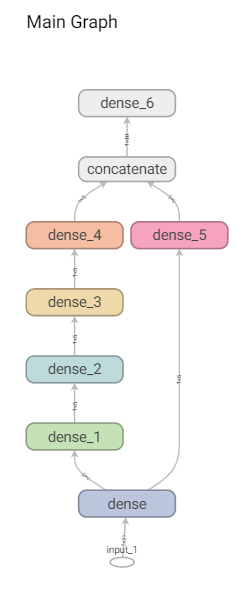 Main Graph
dense_6
concatenate
dense_4
dense_5
dense_3
dense_2
dense_1
dense
input_1